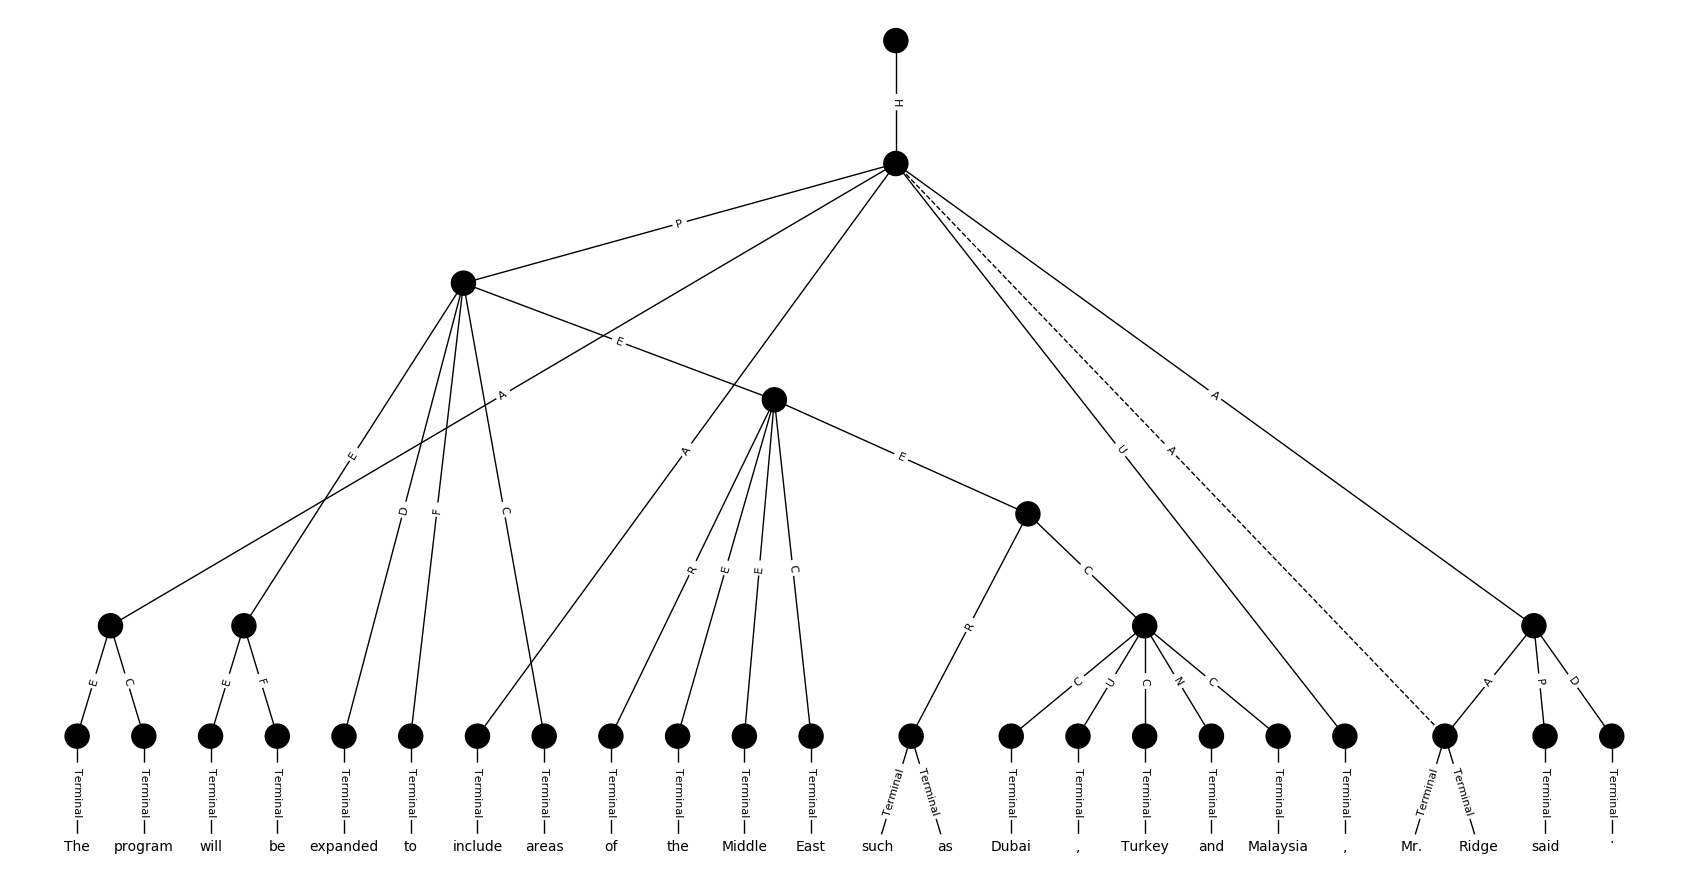 H
P
E
A
E
A
E
U
A
A
D
F
C
R
E
E
C
C
R
E
C
E
F
C
U
C
N
C
A
P
D
Terminal Terminal Terminal Terminal Terminal Terminal Terminal Terminal Terminal Terminal Terminal Terminal Terminal Terminal Terminal Terminal Terminal Terminal Terminal Terminal Terminal Terminal Terminal Terminal
The program will be expanded to include areas of the Middle East such as Dubai , Turkey and Malaysia , Mr. Ridge said .